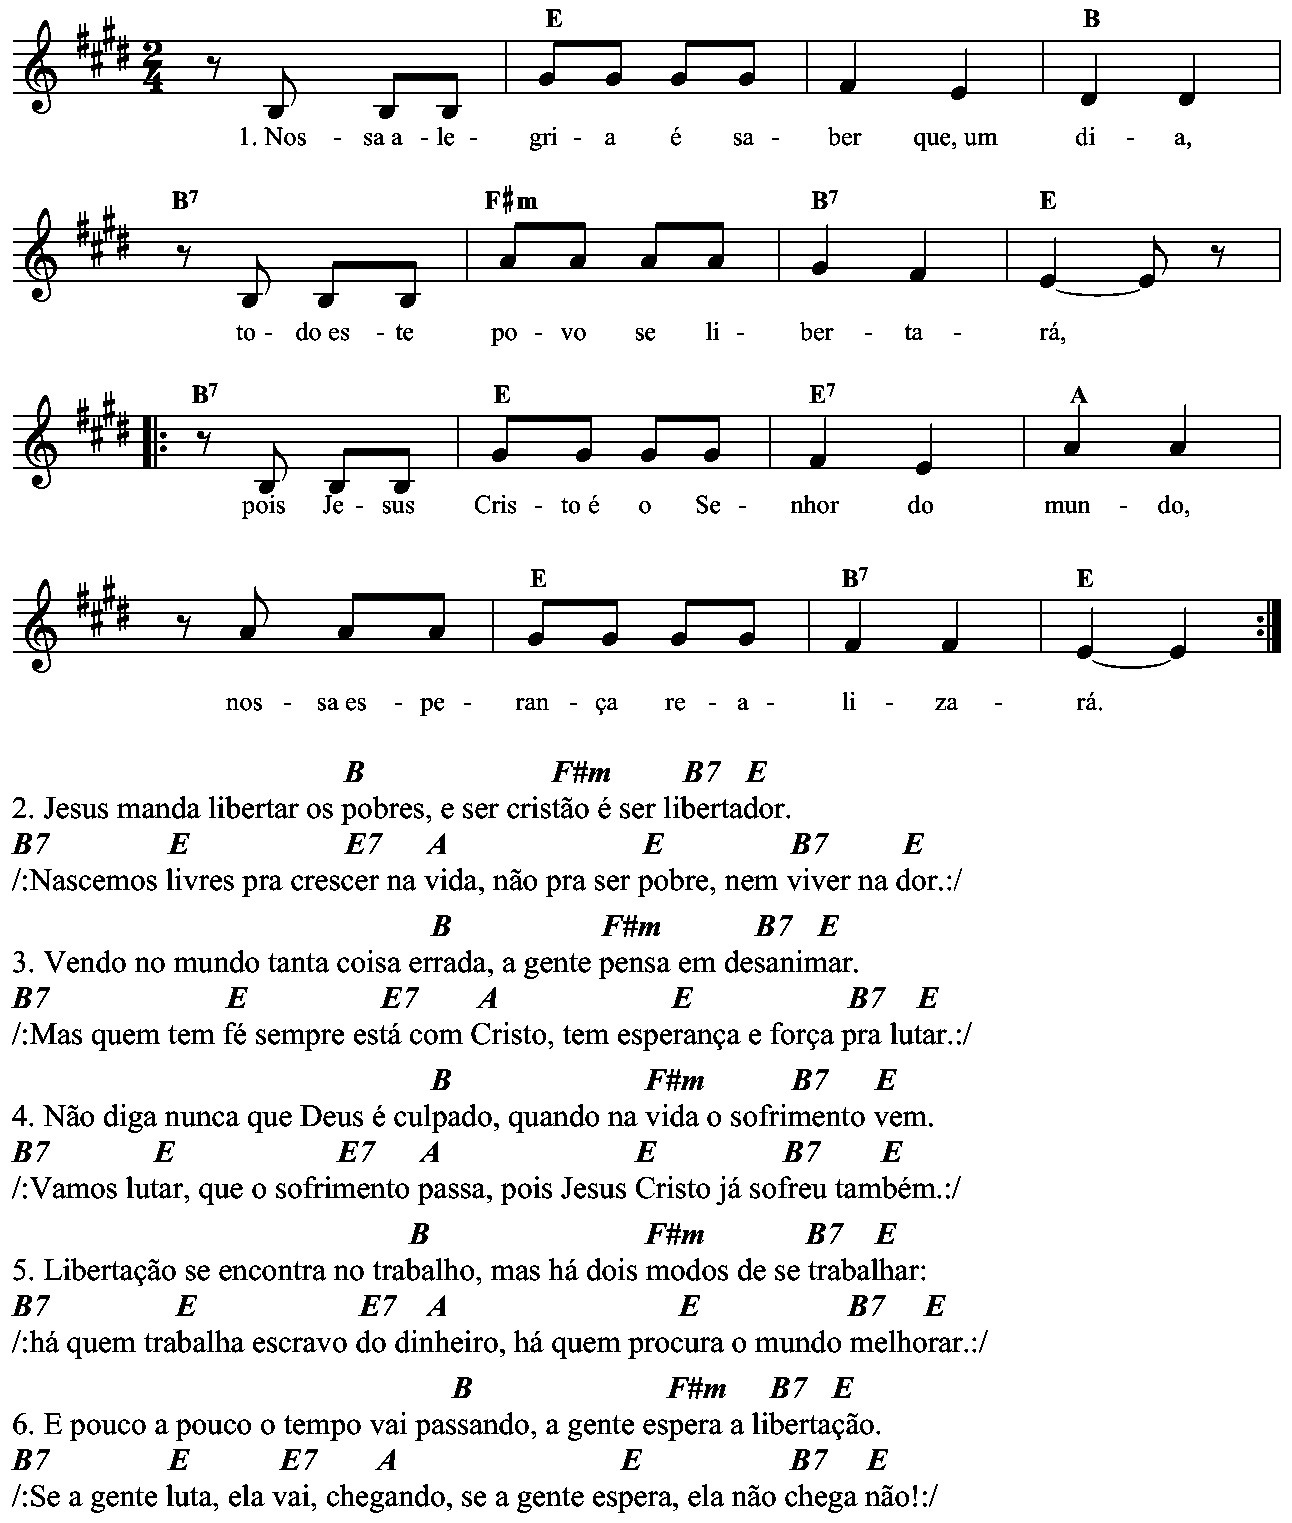 E B
2
4
1. Nos - sa a - le - gri - a é sa - ber que, um di - a,
B7 F#m B7 E
to - do es - te po - vo se li - ber - ta - rá,
B7 E E7 A
pois Je - sus Cris - to é o Se - nhor do mun - do,
E B7 E
nos - sa es - pe - ran - ça re - a - li - za - rá.
B F#m B7 E
2. Jesus manda libertar os pobres, e ser cristão é ser libertador.
B7 E E7 A E B7 E
/:Nascemos livres pra crescer na vida, não pra ser pobre, nem viver na dor.:/
B F#m B7 E
3. Vendo no mundo tanta coisa errada, a gente pensa em desanimar.
B7 E E7 A E B7 E
/:Mas quem tem fé sempre está com Cristo, tem esperança e força pra lutar.:/
B F#m B7 E
4. Não diga nunca que Deus é culpado, quando na vida o sofrimento vem.
B7 E E7 A E B7 E
/:Vamos lutar, que o sofrimento passa, pois Jesus Cristo já sofreu também.:/
B F#m B7 E
5. Libertação se encontra no trabalho, mas há dois modos de se trabalhar:
B7 E E7 A E B7 E
/:há quem trabalha escravo do dinheiro, há quem procura o mundo melhorar.:/
B F#m B7 E
6. E pouco a pouco o tempo vai passando, a gente espera a libertação.
B7 E E7 A E B7 E
/:Se a gente luta, ela vai, chegando, se a gente espera, ela não chega não!:/